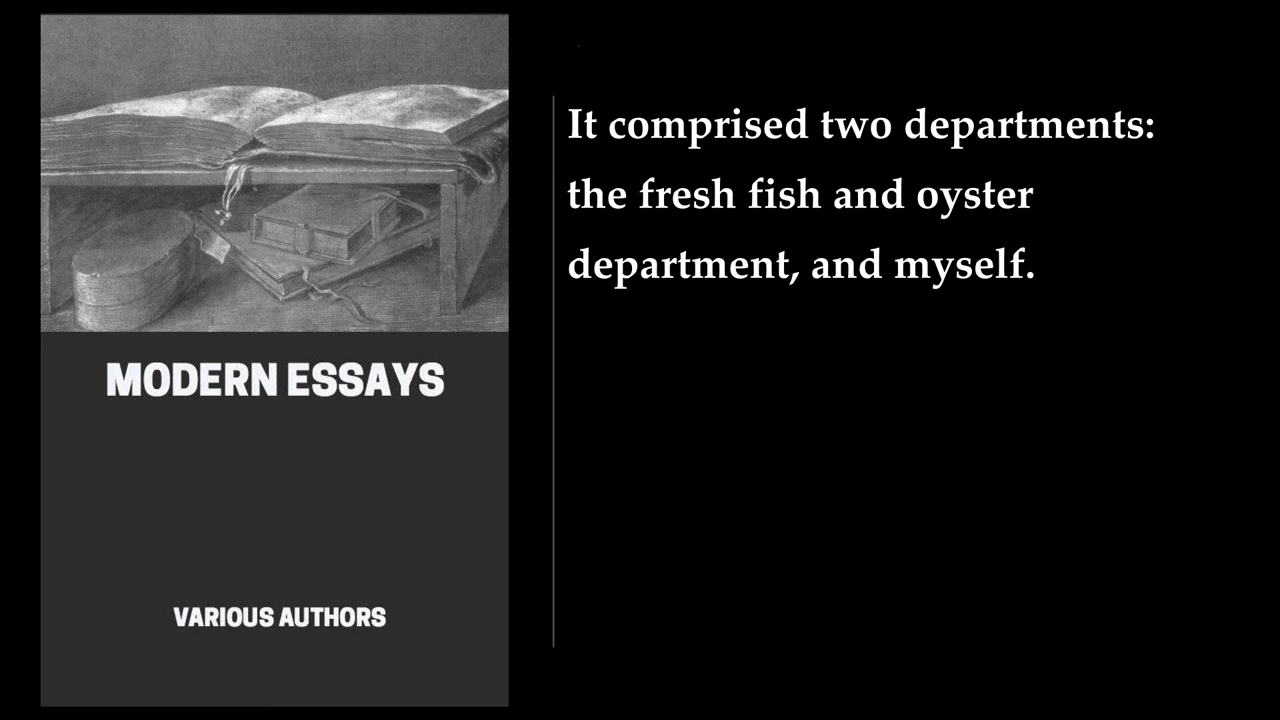 MODERN ESSAYS
VARIOUS AUTHORS
It comprised two departments:
the fresh fish and oyster
department, and myself.